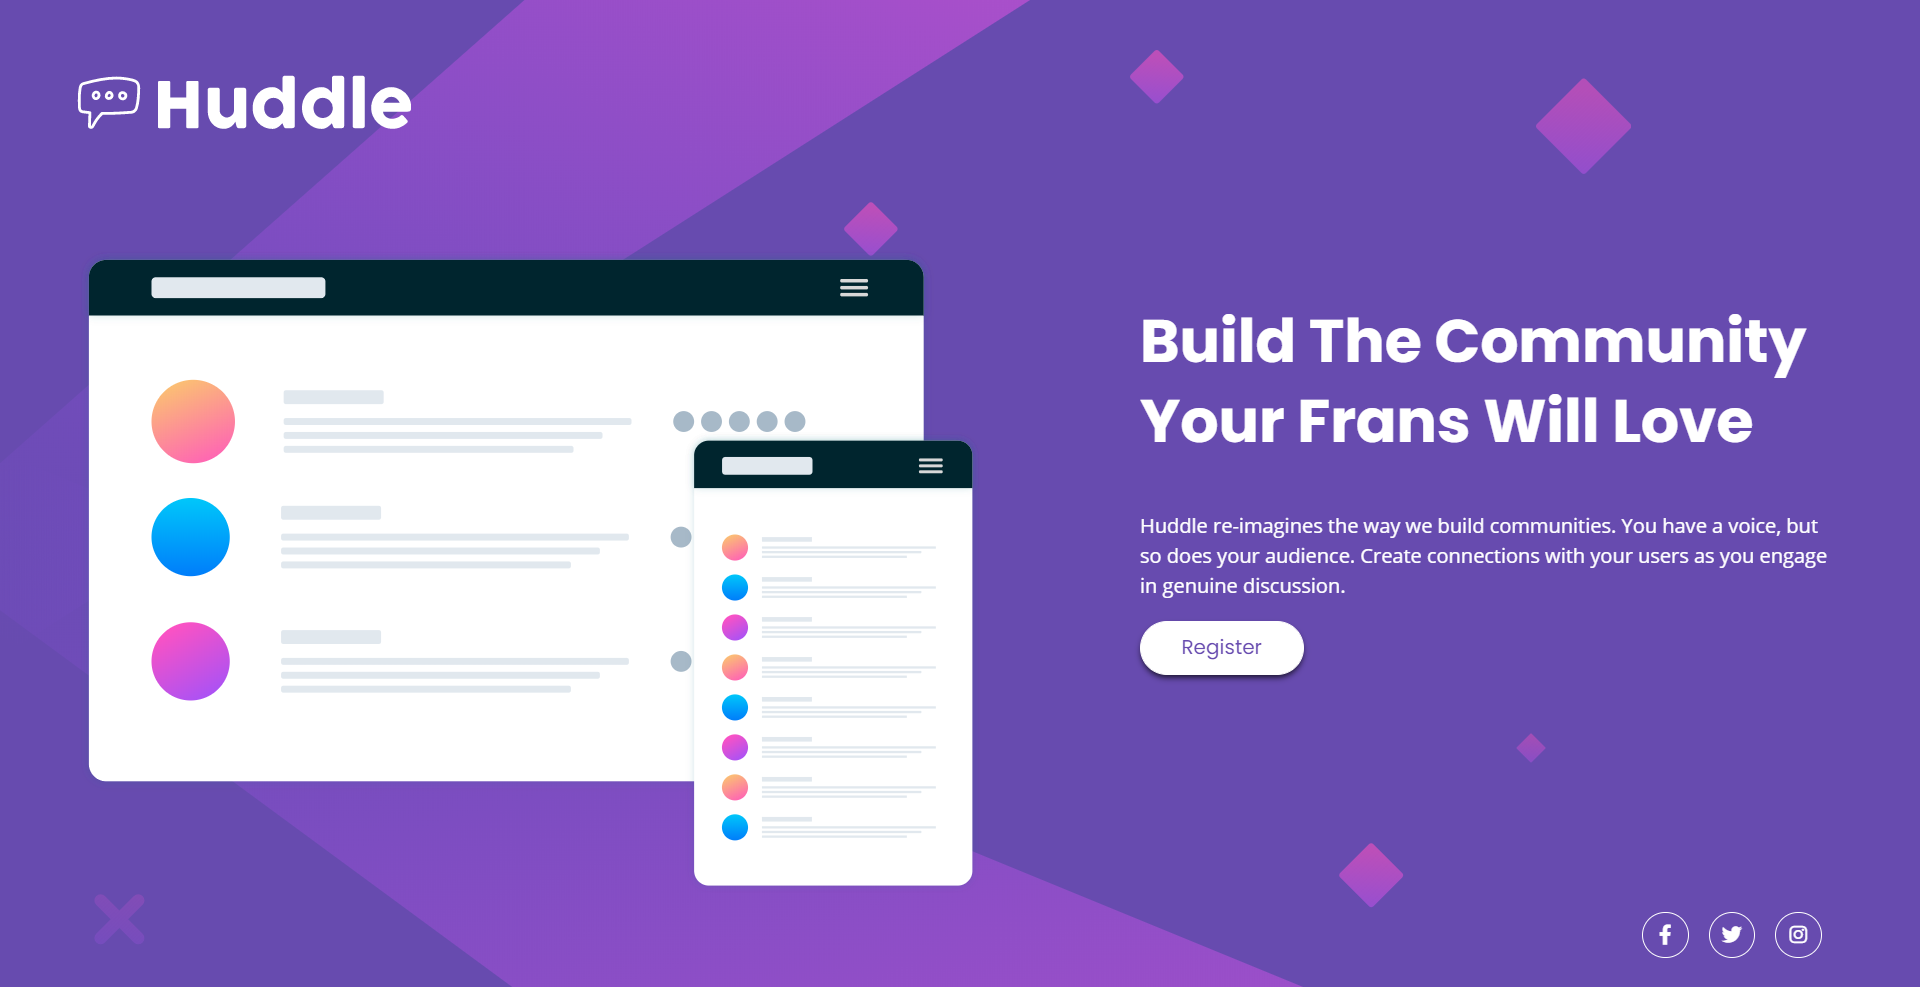 Huddle
Build The Community
Your Frans Will Love
Huddle re-imagines the way we build communities. You have a voice, but
so does your audience. Create connections with your users as you engage
in genuine discussion.
Register